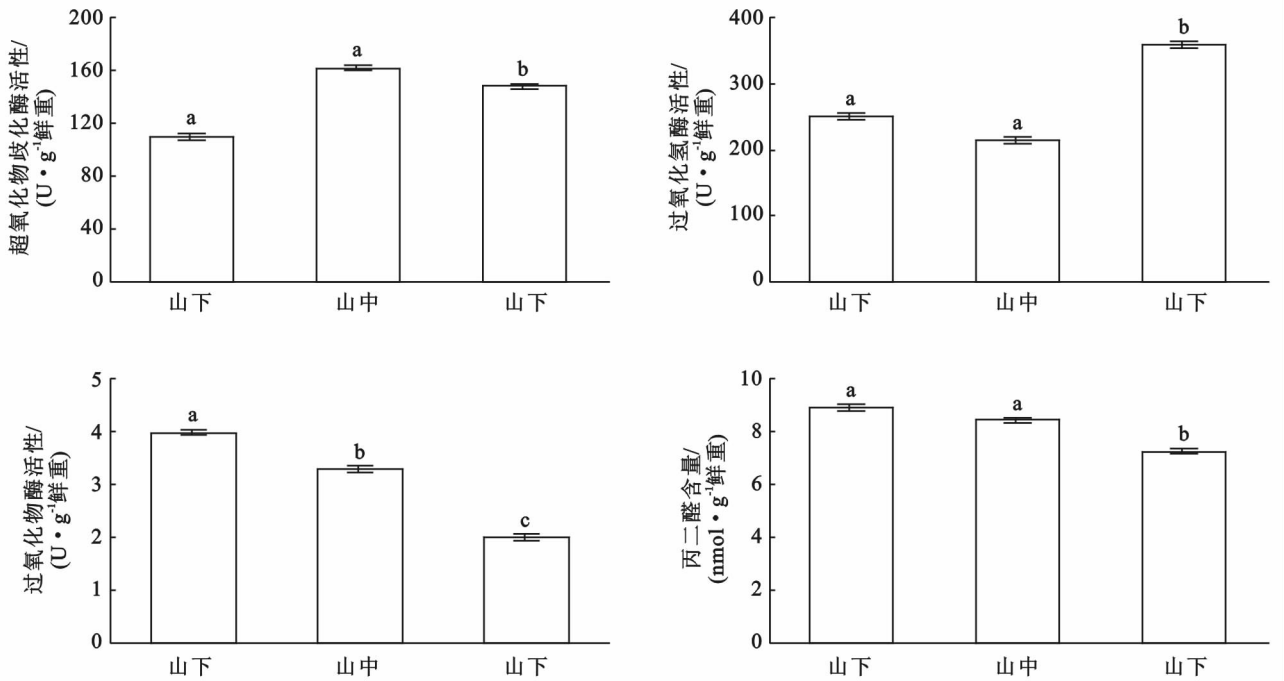 超氧化物歧化酶活性/
(U·g⁻¹鲜重)
200
160
120
80
40
0
a
a
b
山下
山中
山下
过氧化氢酶活性/
(U·g⁻¹鲜重)
400
300
200
100
0
a
a
b
山下
山中
山下
过氧化物酶活性/
(U·g⁻¹鲜重)
5
4
3
2
1
0
a
b
c
山下
山中
山下
丙二醛含量/
(nmol·g⁻¹鲜重)
10
8
6
4
2
0
a
a
b
山下
山中
山下